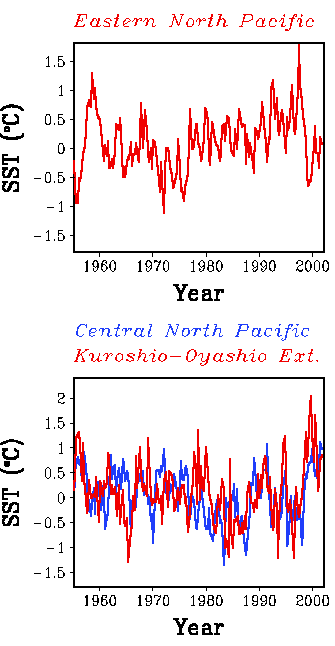 Eastern North Pacific
1.5
1
0.5
0
−0.5
−1
−1.5
SST (°C)
1960 1970 1980 1990 2000
Year
Central North Pacific
Kuroshio−Oyashio Ext.
2
1.5
1
0.5
0
−0.5
−1
−1.5
SST (°C)
1960 1970 1980 1990 2000
Year